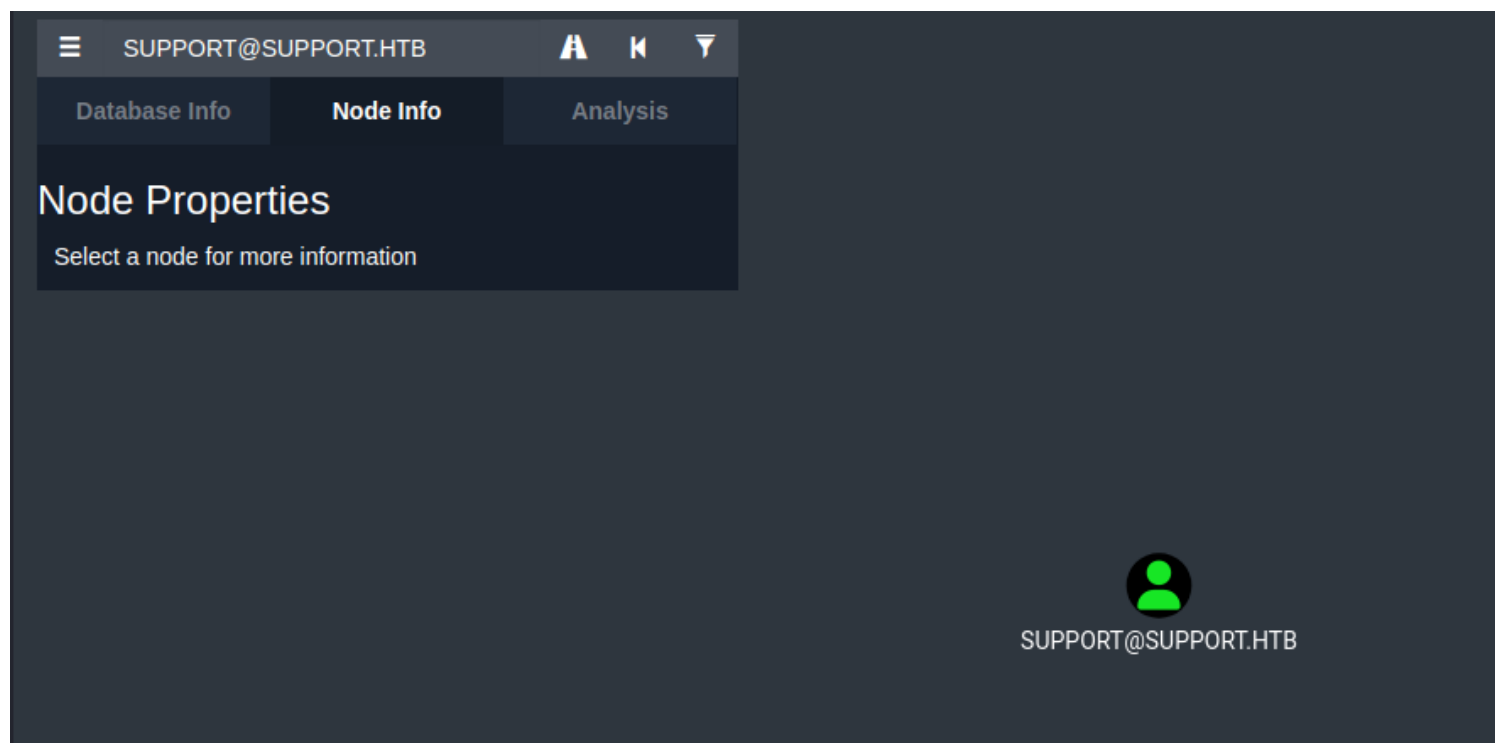 SUPPORT@SUPPORT.HTB
Database Info Node Info Analysis
Node Properties
Select a node for more information
SUPPORT@SUPPORT.HTB